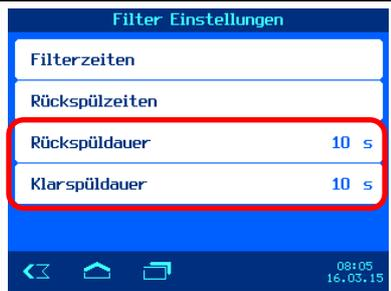 Filter Einstellungen
Filterzeiten
Rückspülzeiten
Rückspüldauer 10 s
Klarspüldauer 10 s
08:05
16.03.15